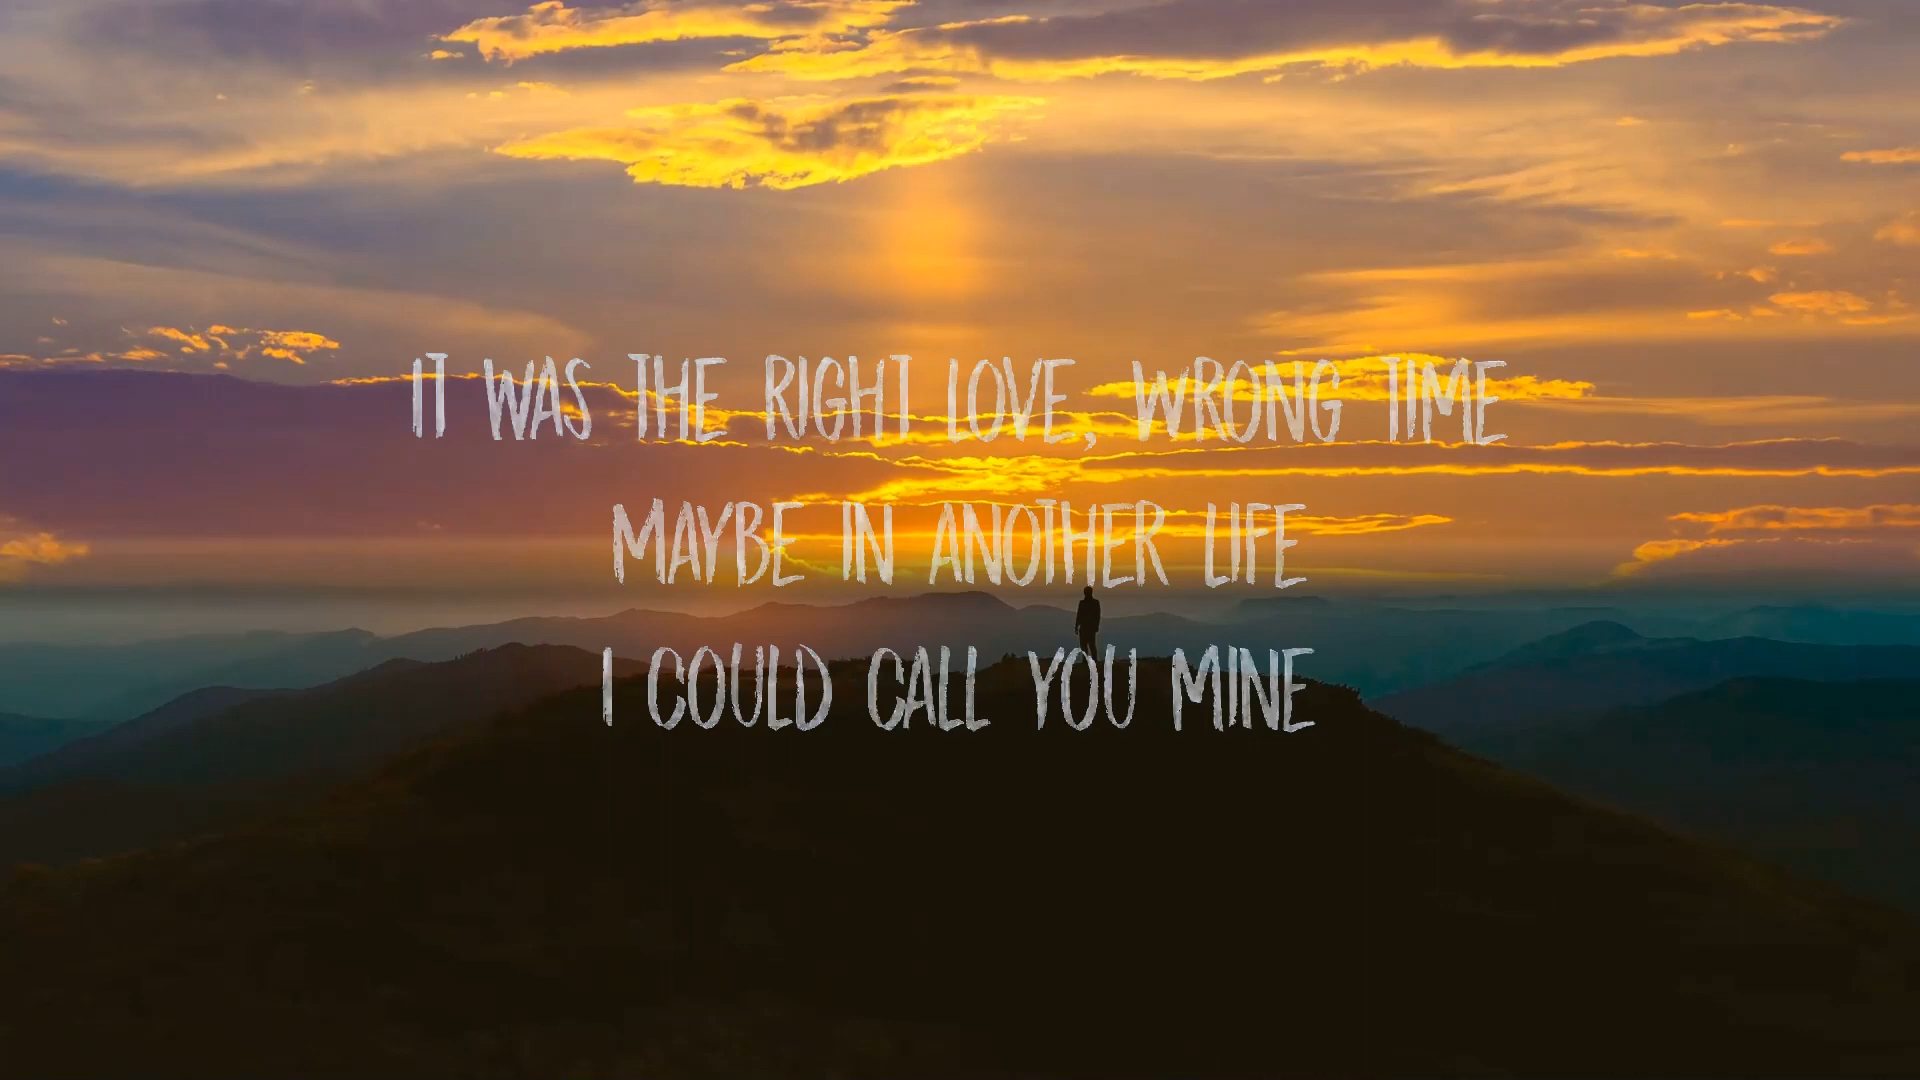 IT WAS THE RIGHT LOVE, WRONG TIME
MAYBE IN ANOTHER LIFE
I COULD CALL YOU MINE